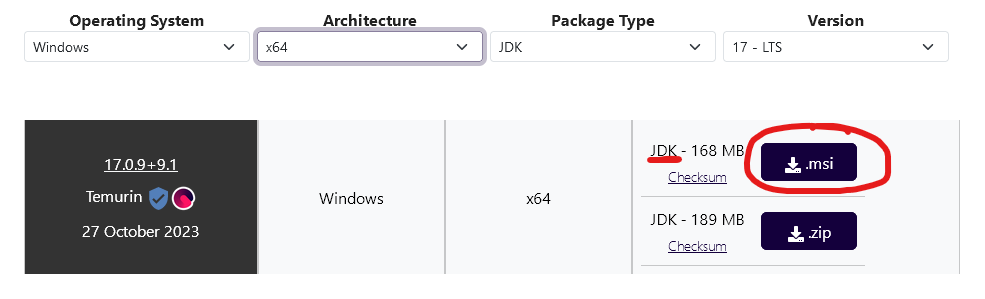 Operating System Architecture Package Type Version
Windows x64 JDK 17 - LTS
17.0.9+9.1
Temurin
27 October 2023
Windows
x64
JDK - 168 MB
Checksum
.msi
JDK - 189 MB
Checksum
.zip